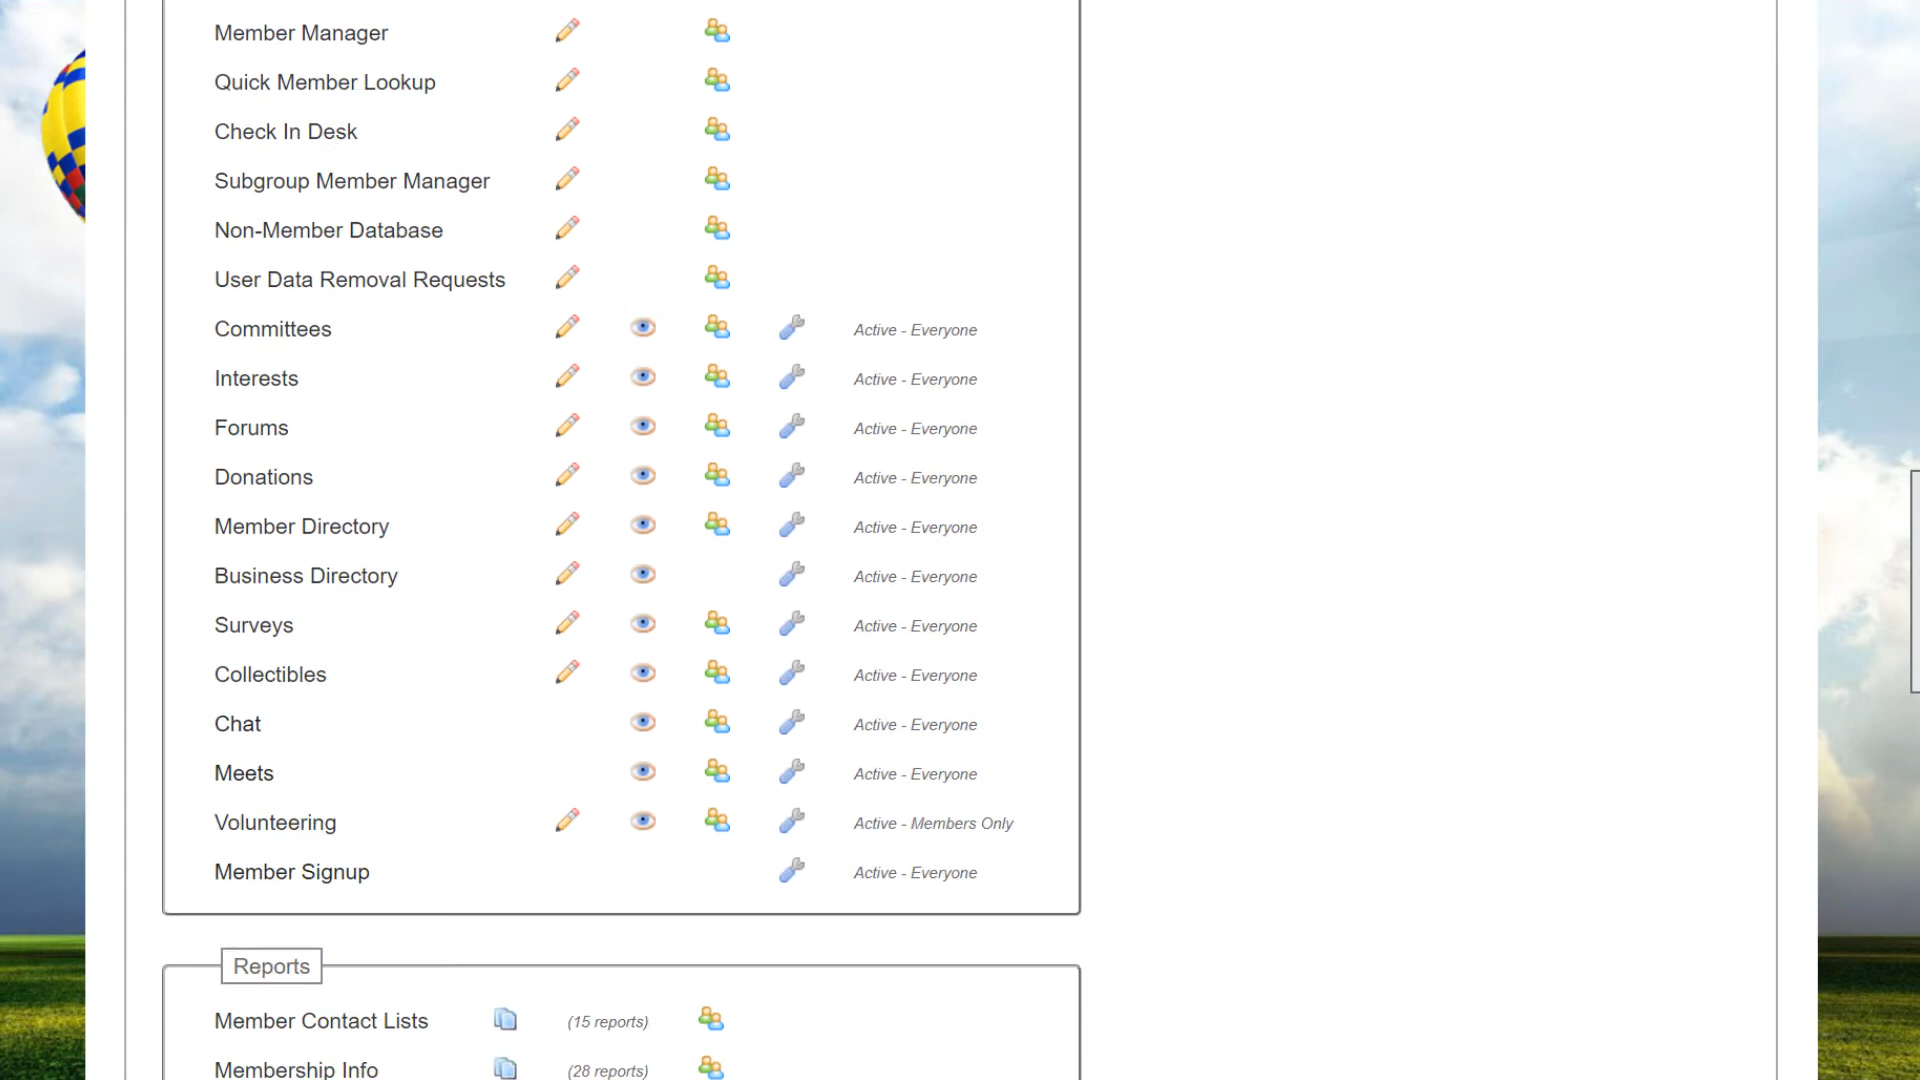 Member Manager
Quick Member Lookup
Check In Desk
Subgroup Member Manager
Non-Member Database
User Data Removal Requests
Committees Active - Everyone
Interests Active - Everyone
Forums Active - Everyone
Donations Active - Everyone
Member Directory Active - Everyone
Business Directory Active - Everyone
Surveys Active - Everyone
Collectibles Active - Everyone
Chat Active - Everyone
Meets Active - Everyone
Volunteering Active - Members Only
Member Signup Active - Everyone
Reports
Member Contact Lists (15 reports)
Membership Info (28 reports)